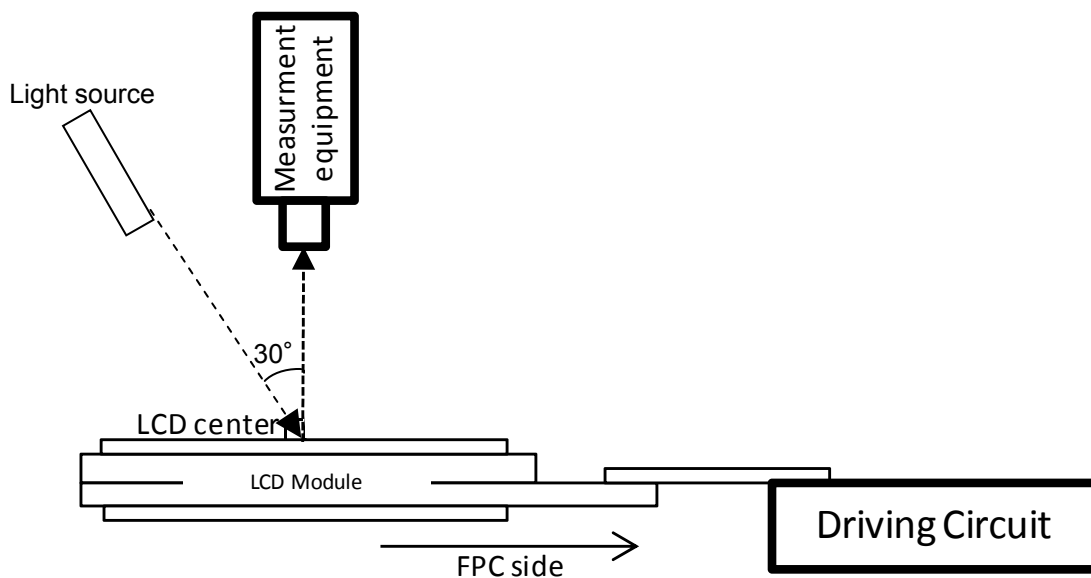 Measurment
equipment
Light source
30°
LCD center
LCD Module
Driving Circuit
FPC side